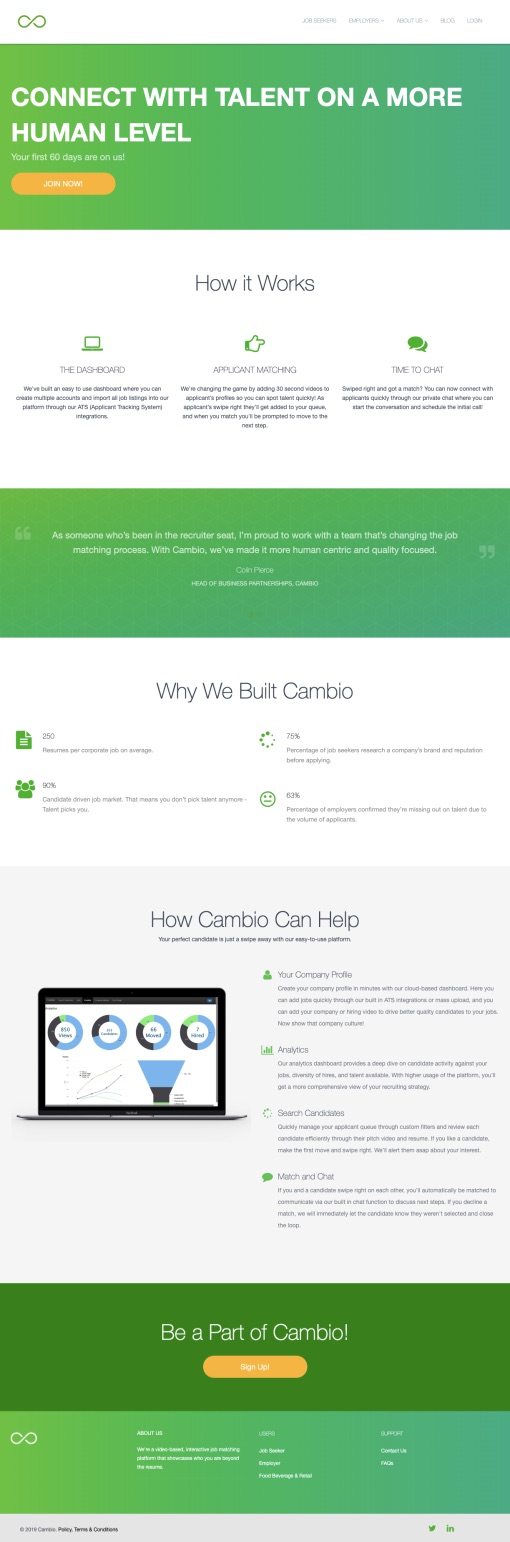 JOB SEEKERS EMPLOYERS ABOUT US BLOG LOGIN
CONNECT WITH TALENT ON A MORE
HUMAN LEVEL
Your first 60 days are on us!
JOIN NOW!
How it Works
THE DASHBOARD
We've built an easy to use dashboard where you can
create multiple accounts and import all job listings into our
platform through our ATS (Applicant Tracking System)
integrations.
APPLICANT MATCHING
We're changing the game by adding 30 second videos to
applicant's profiles so you can spot talent quickly! As
applicant's swipe right they'll get added to your queue,
and when you match you'll be prompted to move to the
next step.
TIME TO CHAT
Swiped right and got a match? You can now connect with
applicants quickly through our private chat where you can
start the conversation and schedule the initial call!
As someone who's been in the recruiter seat, I'm proud to work with a team that's changing the job
matching process. With Cambio, we've made it more human centric and quality focused.
Colin Pierce
HEAD OF BUSINESS PARTNERSHIPS, CAMBIO
Why We Built Cambio
250
Resumes per corporate job on average.
75%
Percentage of job seekers research a company's brand and reputation
before applying.
90%
Candidate driven job market. That means you don't pick talent anymore -
Talent picks you.
63%
Percentage of employers confirmed they're missing out on talent due to
the volume of applicants.
How Cambio Can Help
Your perfect candidate is just a swipe away with our easy-to-use platform.
850
Views
66
Moved
7
Hired
Your Company Profile
Create your company profile in minutes with our cloud-based dashboard. Here you
can add jobs quickly through our built in ATS integrations or mass upload, and you
can add your company or hiring video to drive better quality candidates to your jobs.
Now show that company culture!
Analytics
Our analytics dashboard provides a deep dive on candidate activity against your
jobs, diversity of hires, and talent available. With higher usage of the platform, you'll
get a more comprehensive view of your recruiting strategy.
Search Candidates
Quickly manage your applicant queue through custom filters and review each
candidate efficiently through their pitch video and resume. If you like a candidate,
make the first move and swipe right. We'll alert them asap about your interest.
Match and Chat
If you and a candidate swipe right on each other, you'll automatically be matched to
communicate via our built in chat function to discuss next steps. If you decline a
match, we will immediately let the candidate know they weren't selected and close
the loop.
Be a Part of Cambio!
Sign Up!
ABOUT US
We're a video-based, interactive job matching
platform that showcases who you are beyond
the resume.
USERS
Job Seeker
Employer
Food Beverage & Retail
SUPPORT
Contact Us
FAQs
© 2019 Cambio. Policy. Terms & Conditions